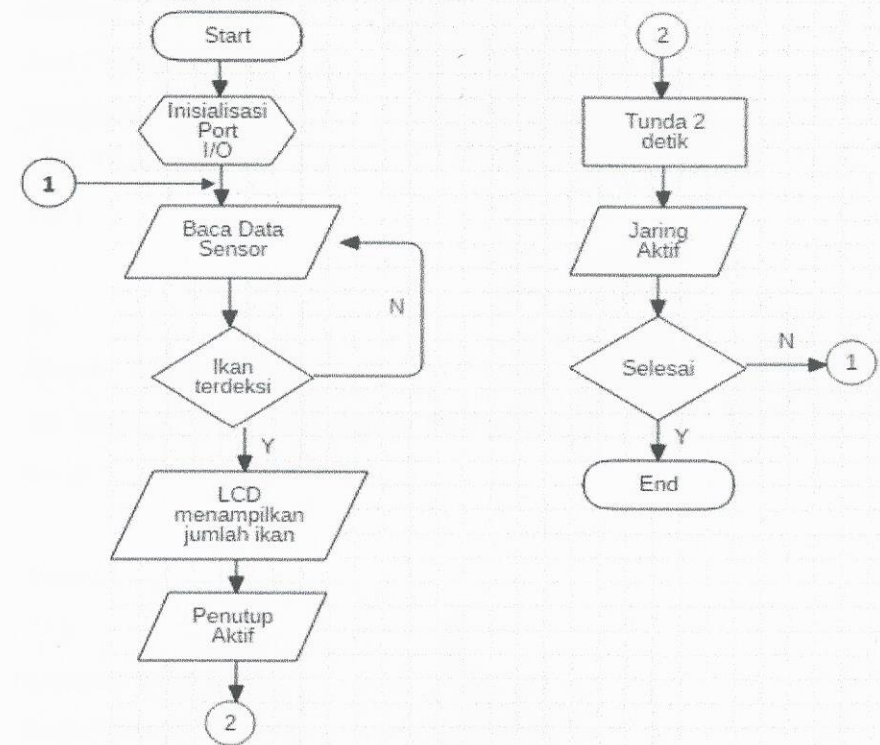 Start
Inisialisasi
Port
I/O
1
Baca Data
Sensor
N
Ikan
terdeksi
Y
LCD
menampilkan
jumlah ikan
Penutup
Aktif
2
2
Tunda 2
detik
Jaring
Aktif
Selesai
N
1
Y
End